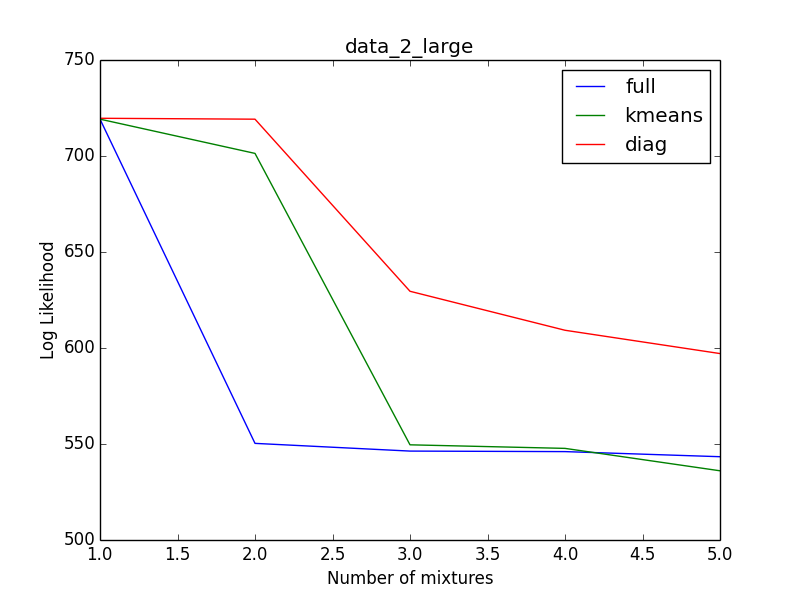 data_2_large
full
kmeans
diag
750
700
650
600
550
500
Log Likelihood
1.0 1.5 2.0 2.5 3.0 3.5 4.0 4.5 5.0
Number of mixtures